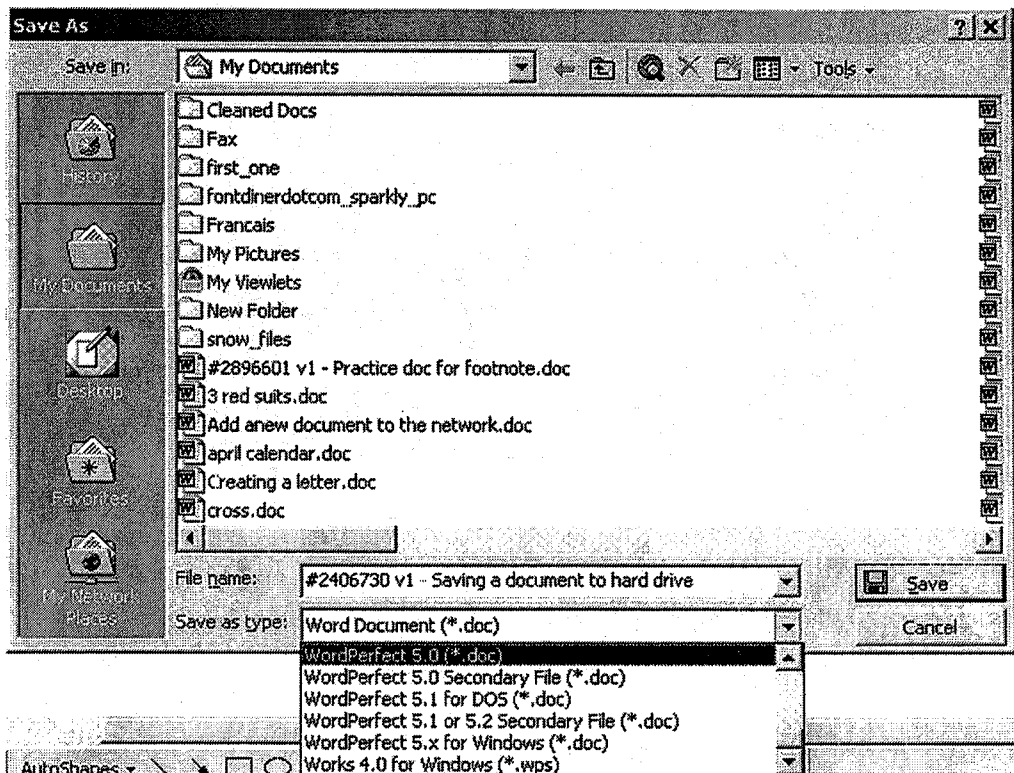 Save As
Save in:
My Documents
Tools
History
My Documents
Desktop
Favorites
My Network
Places
Cleaned Docs
Fax
first_one
fontdinerdotcom_sparkly_pc
Francais
My Pictures
My Viewlets
New Folder
snow_files
#2896601 v1 - Practice doc for footnote.doc
3 red suits.doc
Add anew document to the network.doc
april calendar.doc
Creating a letter.doc
cross.doc
File name:
#2406730 v1 - Saving a document to hard drive
Save
Save as type:
Word Document (*.doc)
Cancel
WordPerfect 5.0 (*.doc)
WordPerfect 5.0 Secondary File (*.doc)
WordPerfect 5.1 for DOS (*.doc)
WordPerfect 5.1 or 5.2 Secondary File (*.doc)
WordPerfect 5.x for Windows (*.doc)
Works 4.0 for Windows (*.wps)
AutoShapes